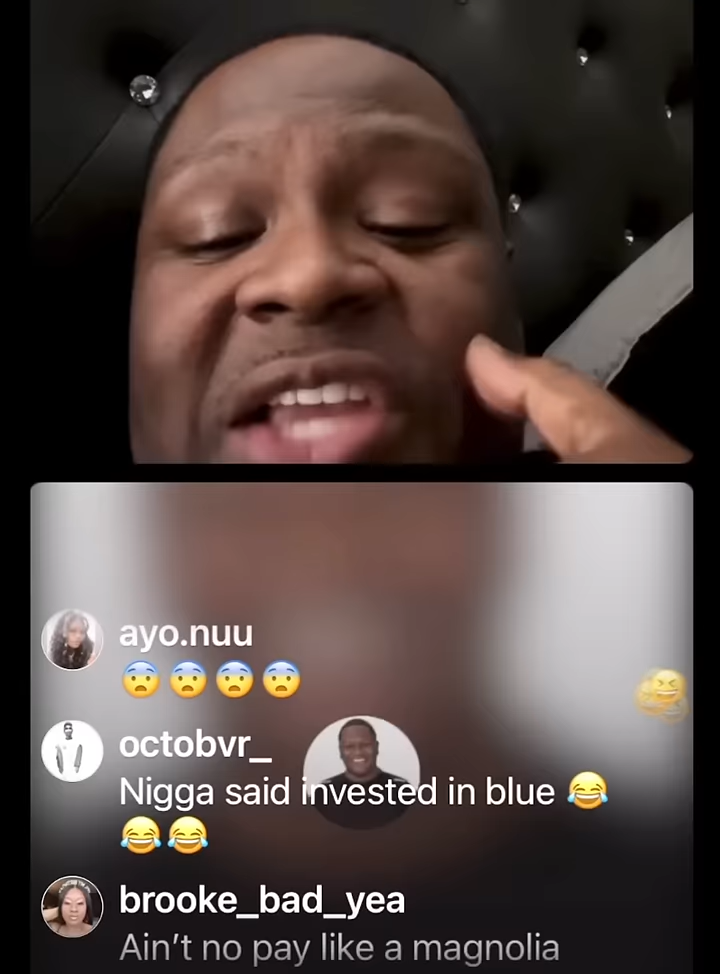 ayo.nuu
😨😨😨😨
octobvr_
Nigga said invested in blue 😂
😂😂
brooke_bad_yea
Ain't no pay like a magnolia